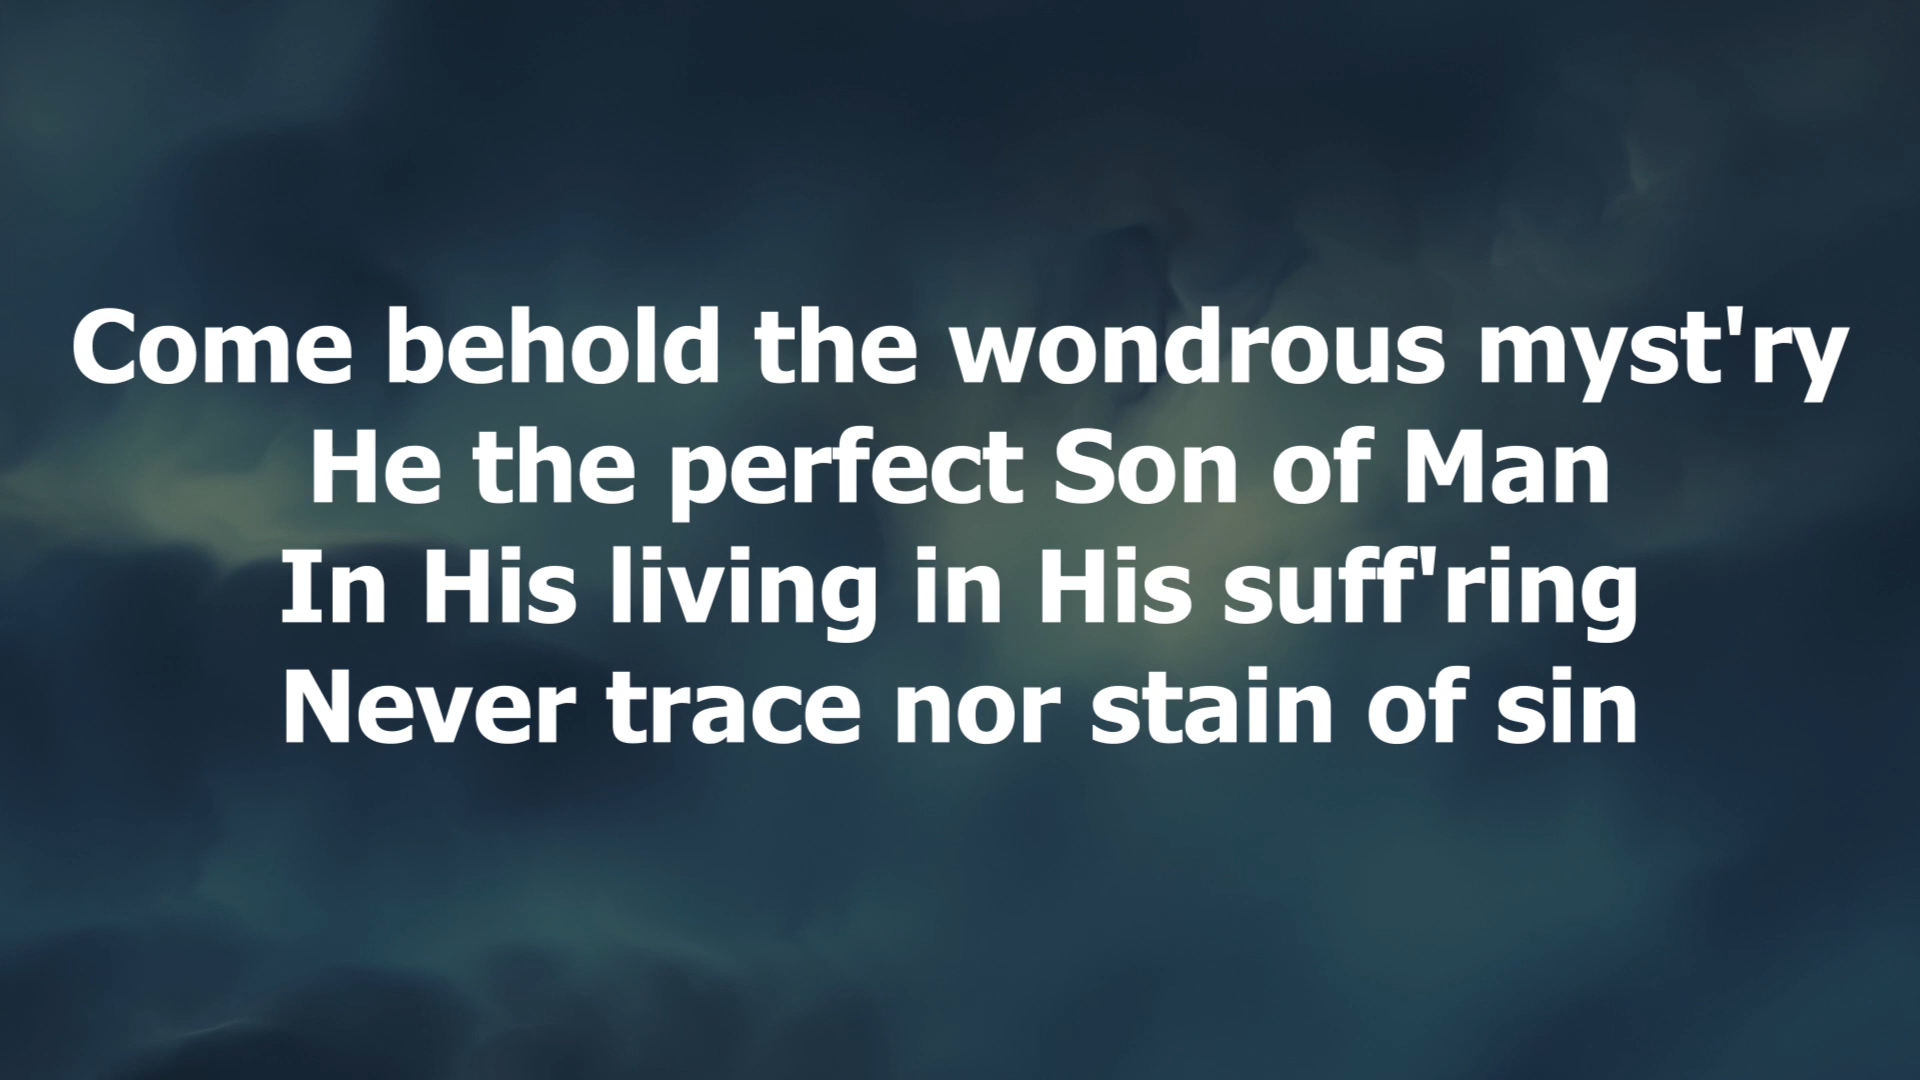 Come behold the wondrous myst'ry
He the perfect Son of Man
In His living in His suff'ring
Never trace nor stain of sin